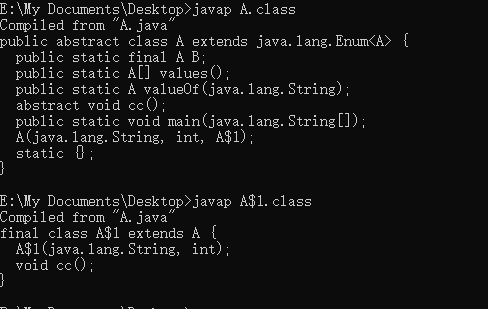 E:\My Documents\Desktop>javap A.class
Compiled from "A.java"
public abstract class A extends java.lang.Enum<A> {
  public static final A B;
  public static A[] values();
  public static A valueOf(java.lang.String);
  abstract void cc();
  public static void main(java.lang.String[]);
  A(java.lang.String, int, A$1);
  static {};
}
E:\My Documents\Desktop>javap A$1.class
Compiled from "A.java"
final class A$1 extends A {
  A$1(java.lang.String, int);
  void cc();
}